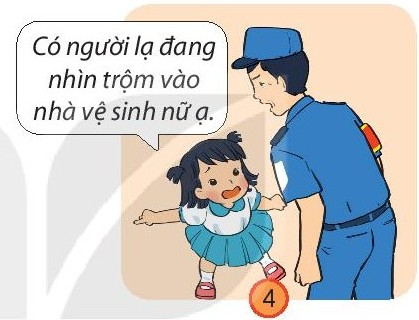 Có người lạ đang
nhìn trộm vào
nhà vệ sinh nữ ạ.
4